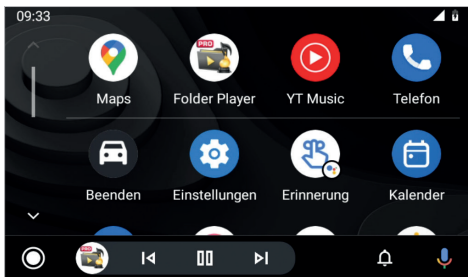 09:33
PRO
Maps Folder Player YT Music Telefon
Beenden Einstellungen Erinnerung Kalender
PRO